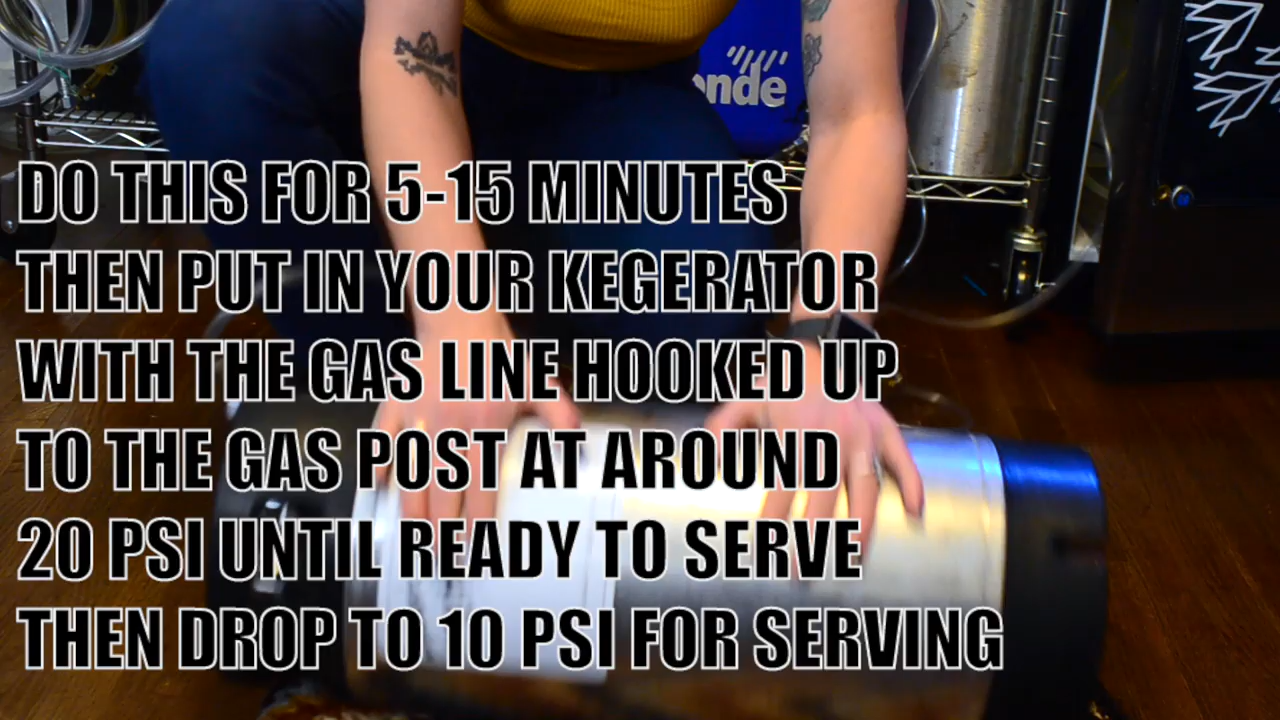 onde
DO THIS FOR 5-15 MINUTES
THEN PUT IN YOUR KEGERATOR
WITH THE GAS LINE HOOKED UP
TO THE GAS POST AT AROUND
20 PSI UNTIL READY TO SERVE
THEN DROP TO 10 PSI FOR SERVING